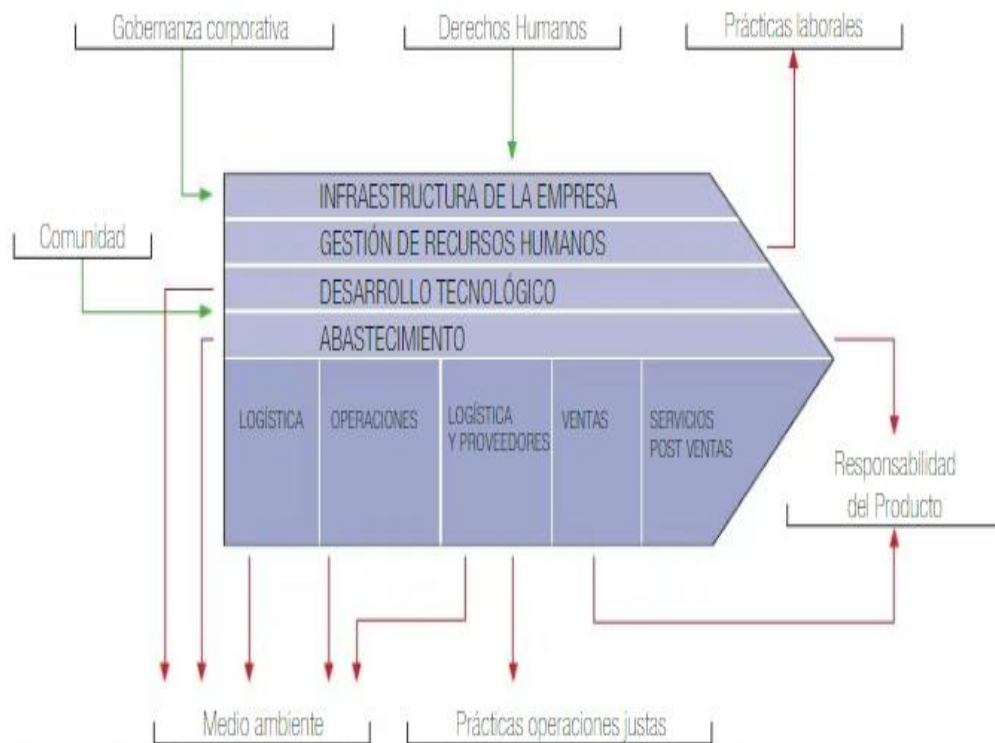 Gobernanza corporativa
Derechos Humanos
Prácticas laborales
INFRAESTRUCTURA DE LA EMPRESA
Comunidad
GESTIÓN DE RECURSOS HUMANOS
DESARROLLO TECNOLÓGICO
ABASTECIMIENTO
LOGÍSTICA
OPERACIONES
LOGÍSTICA
Y PROVEEDORES
VENTAS
SERVICIOS
POST VENTAS
Responsabilidad
del Producto
Medio ambiente
Prácticas operaciones justas